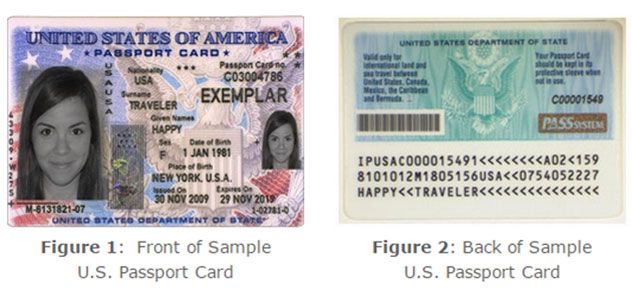 UNITED STATES OF AMERICA
PASSPORT CARD
Nationality
USA
Passport Card no.
C03004786
Surname
TRAVELER
EXEMPLAR
Given Names
HAPPY
Sex
F
Date of Birth
1 JAN 1981
Place of Birth
NEW YORK, U.S.A.
Issued On
30 NOV 2009
Expires On
29 NOV 2019
M-8131821-07
1-02781-0
UNITED STATES DEPARTMENT OF STATE
USAUSA
UNITED STATES DEPARTMENT OF STATE
Valid only for
international land and
sea travel between
United States, Canada,
Mexico, the Caribbean
and Bermuda.
Your Passport Card
should be kept in its
protective sleeve when
not in use.
C00001549
PASS SYSTEM
IPUSAC000015491<<<<<<<<A02<159
8101012M1805156USA<<0754052227
HAPPY<<TRAVELER<<<<<<<<<<<<<<<
Figure 1: Front of Sample
U.S. Passport Card
Figure 2: Back of Sample
U.S. Passport Card